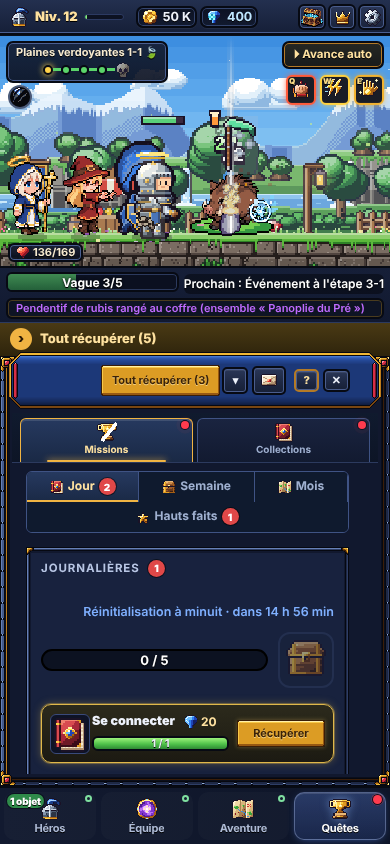 Niv. 12
50 K
400
Plaines verdoyantes 1-1
Avance auto
Q
W
E
2
2
136/169
Vague 3/5
Prochain : Événement à l'étape 3-1
Pendentif de rubis rangé au coffre (ensemble « Panoplie du Pré »)
Tout récupérer (5)
Tout récupérer (3)
?
Missions
Collections
Jour 2
Semaine
Mois
Hauts faits 1
JOURNALIÈRES 1
Réinitialisation à minuit · dans 14 h 56 min
0 / 5
Se connecter
20
1 / 1
Récupérer
1 objet
Héros
Équipe
Aventure
Quêtes